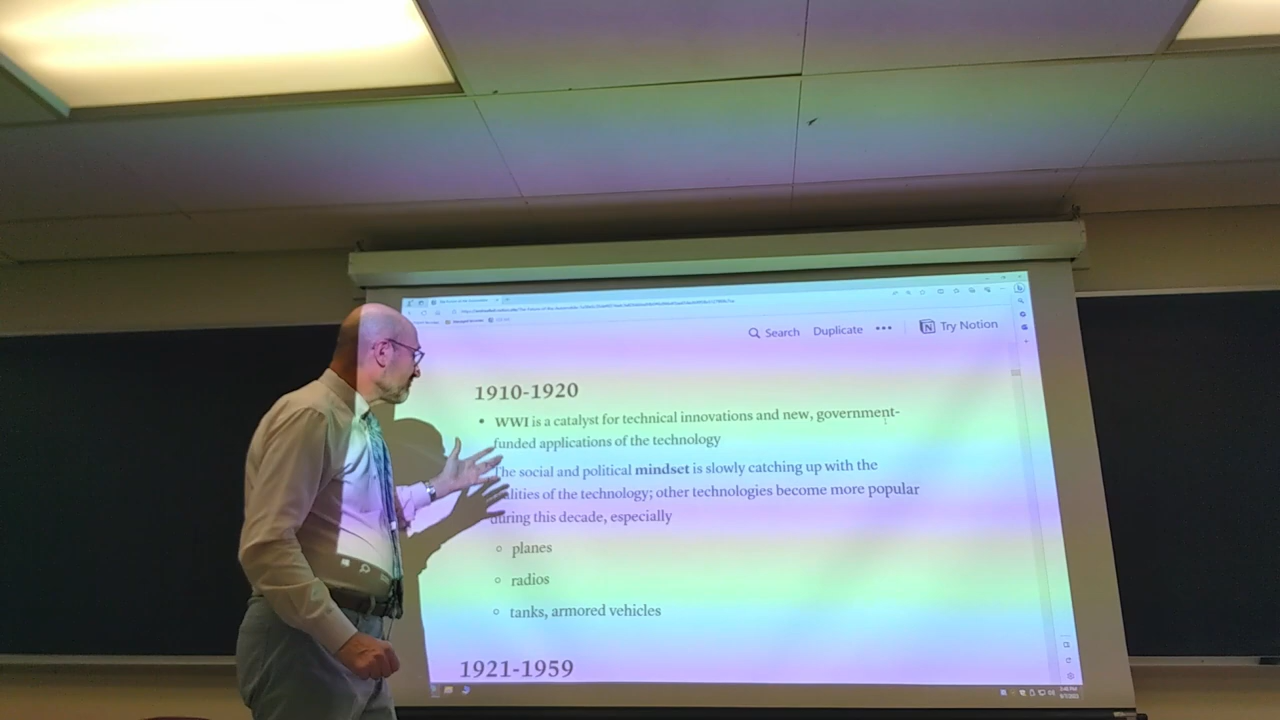 Search Duplicate ••• Try Notion
1910-1920
• WWI is a catalyst for technical innovations and new, government-
funded applications of the technology
The social and political mindset is slowly catching up with the
alities of the technology; other technologies become more popular
during this decade, especially
planes
radios
tanks, armored vehicles
1921-1959